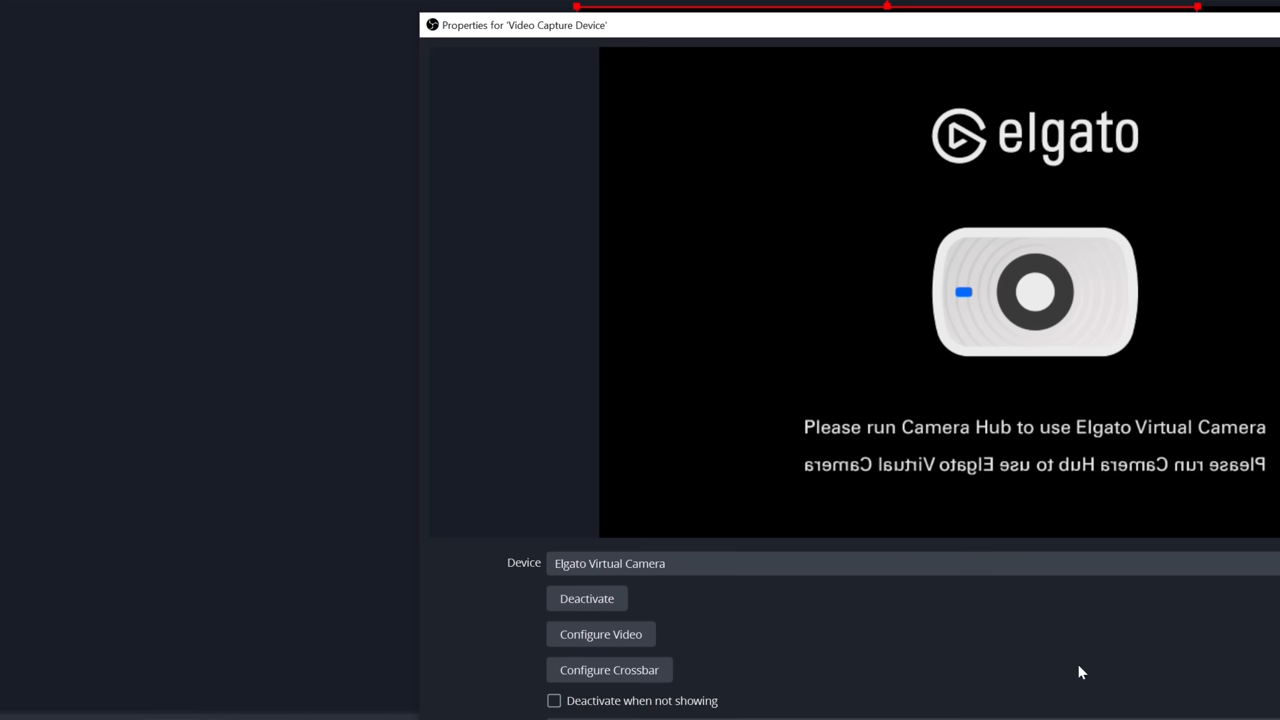 Properties for 'Video Capture Device'
elgato
Please run Camera Hub to use Elgato Virtual Camera
Please run Camera Hub to use Elgato Virtual Camera
Device
Elgato Virtual Camera
Deactivate
Configure Video
Configure Crossbar
Deactivate when not showing